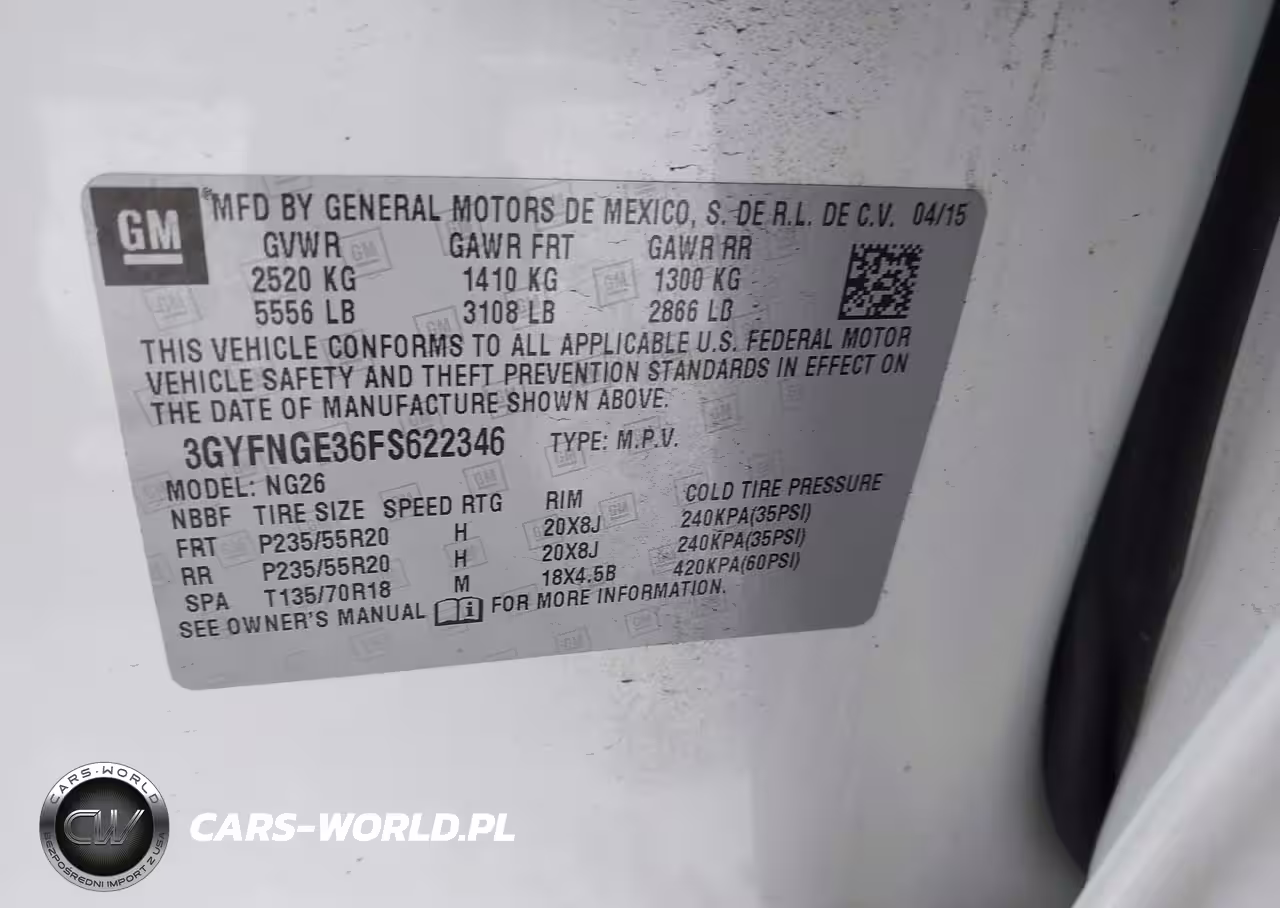 GM
MFD BY GENERAL MOTORS DE MEXICO, S. DE R.L. DE C.V. 04/15
GVWR GAWR FRT GAWR RR
2520 KG 1410 KG 1300 KG
5556 LB 3108 LB 2866 LB
THIS VEHICLE CONFORMS TO ALL APPLICABLE U.S. FEDERAL MOTOR
VEHICLE SAFETY AND THEFT PREVENTION STANDARDS IN EFFECT ON
THE DATE OF MANUFACTURE SHOWN ABOVE.
3GYFNGE36FS622346 TYPE: M.P.V.
MODEL: NG26
NBBF TIRE SIZE SPEED RTG RIM COLD TIRE PRESSURE
FRT P235/55R20 H 20X8J 240KPA(35PSI)
RR P235/55R20 H 20X8J 240KPA(35PSI)
SPA T135/70R18 M 18X4.5B 420KPA(60PSI)
SEE OWNER'S MANUAL FOR MORE INFORMATION.
CARS-WORLD
CW
BEZPOŚREDNI IMPORT Z USA
CARS-WORLD.PL